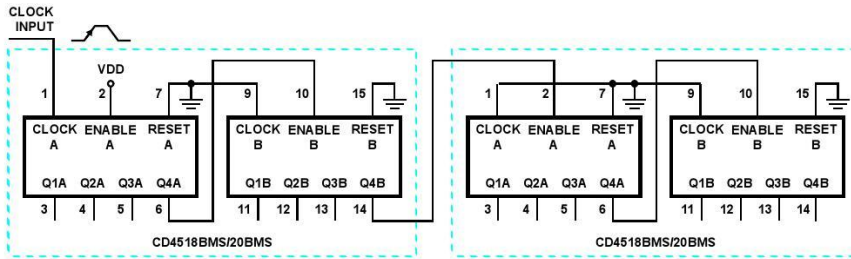 CLOCK
INPUT
VDD
1 2 7 9 10 15 1 2 7 9 10 15
CLOCK ENABLE RESET CLOCK ENABLE RESET CLOCK ENABLE RESET CLOCK ENABLE RESET
A A A B B B A A A B B B
Q1A Q2A Q3A Q4A Q1B Q2B Q3B Q4B Q1A Q2A Q3A Q4A Q1B Q2B Q3B Q4B
3 4 5 6 11 12 13 14 3 4 5 6 11 12 13 14
CD4518BMS/20BMS CD4518BMS/20BMS